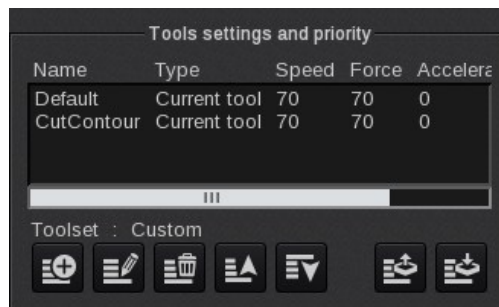 Tools settings and priority
Name Type Speed Force Accelera
Default Current tool 70 70 0
CutContour Current tool 70 70 0
Toolset : Custom